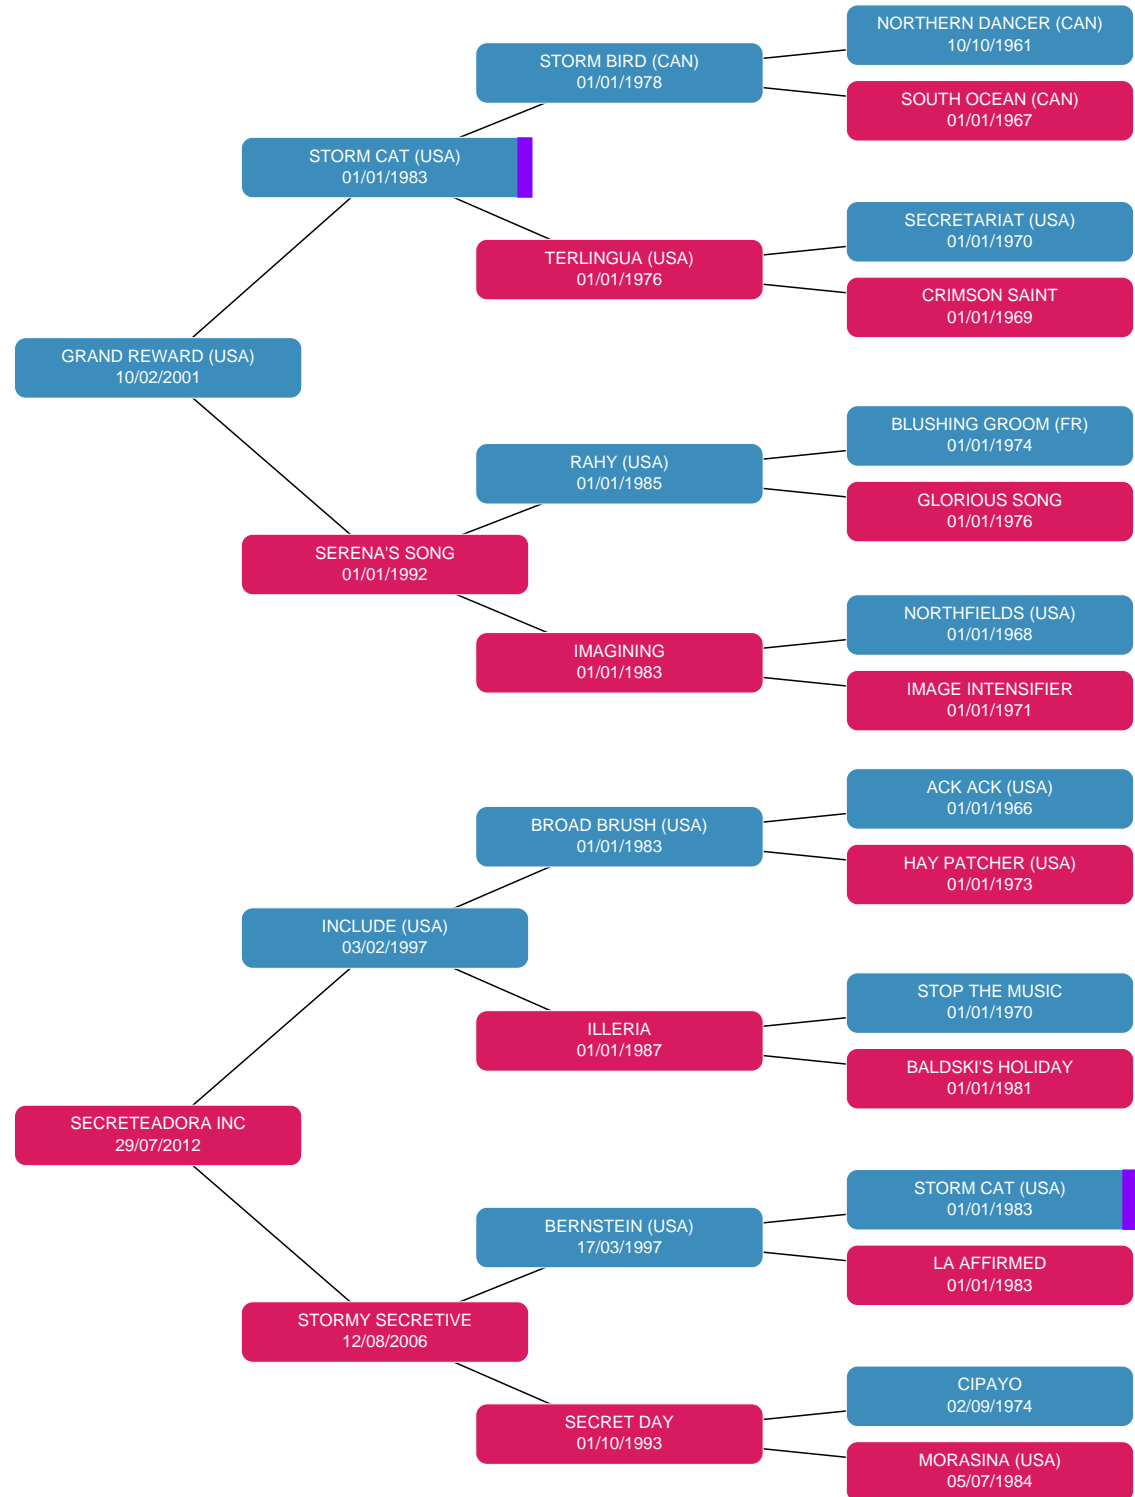 NORTHERN DANCER (CAN)
10/10/1961
STORM BIRD (CAN)
01/01/1978
SOUTH OCEAN (CAN)
01/01/1967
STORM CAT (USA)
01/01/1983
SECRETARIAT (USA)
01/01/1970
TERLINGUA (USA)
01/01/1976
CRIMSON SAINT
01/01/1969
GRAND REWARD (USA)
10/02/2001
BLUSHING GROOM (FR)
01/01/1974
RAHY (USA)
01/01/1985
GLORIOUS SONG
01/01/1976
SERENA'S SONG
01/01/1992
NORTHFIELDS (USA)
01/01/1968
IMAGINING
01/01/1983
IMAGE INTENSIFIER
01/01/1971
ACK ACK (USA)
01/01/1966
BROAD BRUSH (USA)
01/01/1983
HAY PATCHER (USA)
01/01/1973
INCLUDE (USA)
03/02/1997
STOP THE MUSIC
01/01/1970
ILLERIA
01/01/1987
BALDSKI'S HOLIDAY
01/01/1981
SECRETEADORA INC
29/07/2012
STORM CAT (USA)
01/01/1983
BERNSTEIN (USA)
17/03/1997
LA AFFIRMED
01/01/1983
STORMY SECRETIVE
12/08/2006
CIPAYO
02/09/1974
SECRET DAY
01/10/1993
MORASINA (USA)
05/07/1984